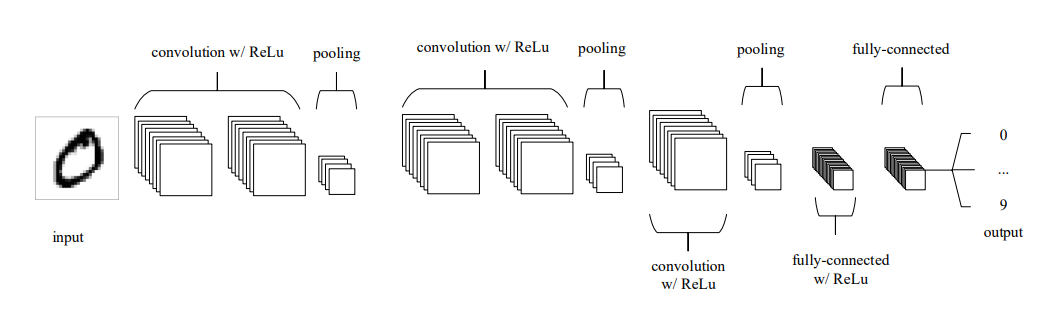 convolution w/ ReLu
pooling
convolution w/ ReLu
pooling
pooling
fully-connected
0
...
9
input
output
convolution
w/ ReLu
fully-connected
w/ ReLu